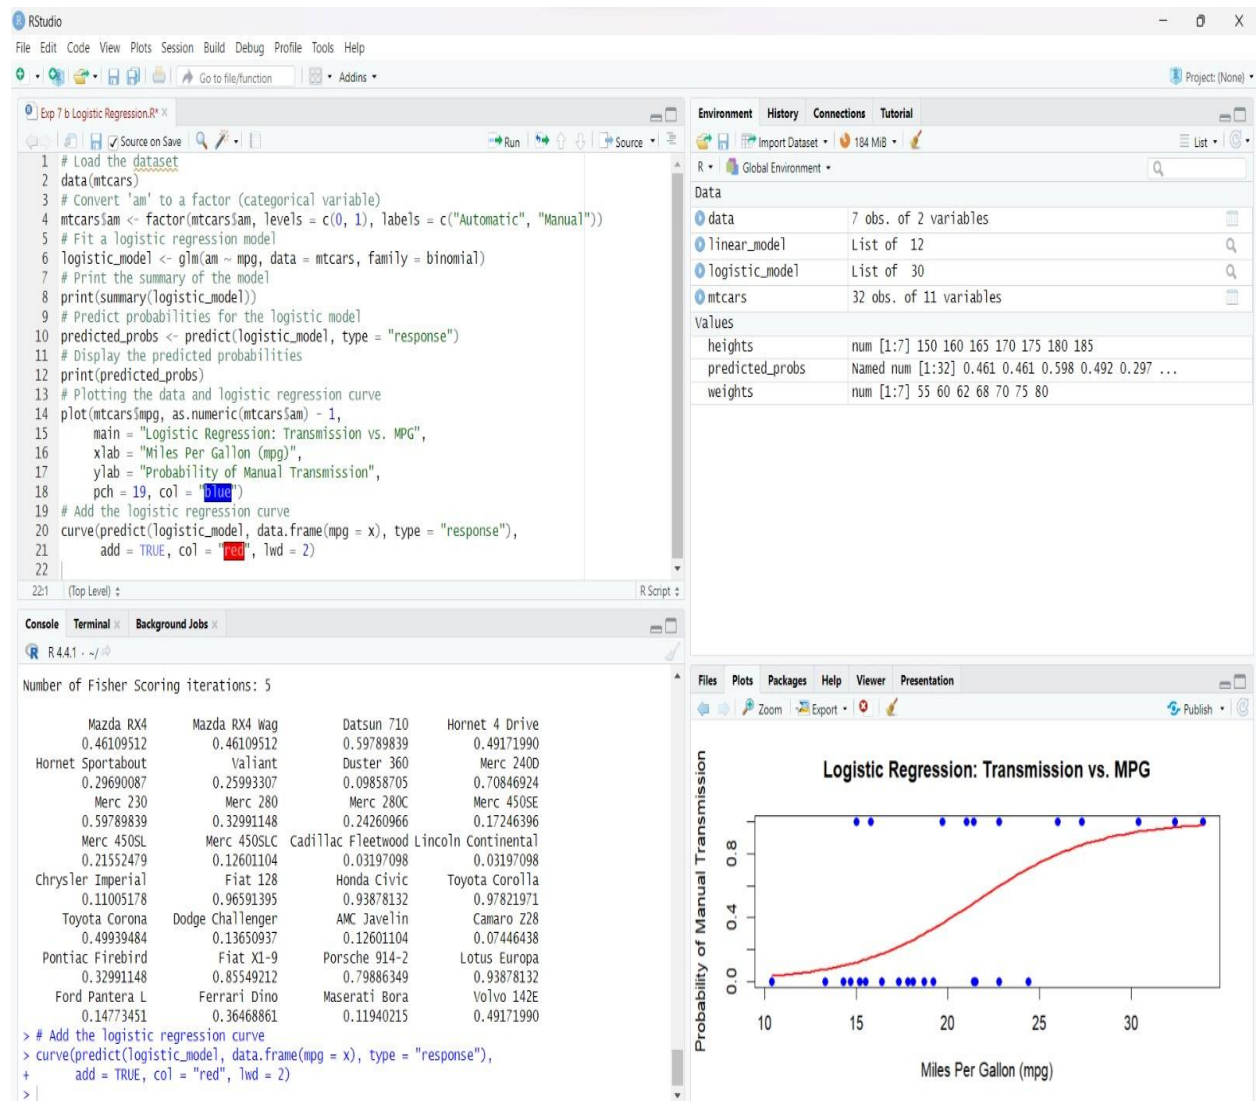 RStudio
File Edit Code View Plots Session Build Debug Profile Tools Help
Go to file/function Addins Project: (None)
Exp 7 b Logistic Regression.R*
Source on Save Run Source
1 # Load the dataset
2 data(mtcars)
3 # Convert 'am' to a factor (categorical variable)
4 mtcars$am <- factor(mtcars$am, levels = c(0, 1), labels = c("Automatic", "Manual"))
5 # Fit a logistic regression model
6 logistic_model <- glm(am ~ mpg, data = mtcars, family = binomial)
7 # Print the summary of the model
8 print(summary(logistic_model))
9 # Predict probabilities for the logistic model
10 predicted_probs <- predict(logistic_model, type = "response")
11 # Display the predicted probabilities
12 print(predicted_probs)
13 # Plotting the data and logistic regression curve
14 plot(mtcars$mpg, as.numeric(mtcars$am) - 1,
15 main = "Logistic Regression: Transmission vs. MPG",
16 xlab = "Miles Per Gallon (mpg)",
17 ylab = "Probability of Manual Transmission",
18 pch = 19, col = "blue")
19 # Add the logistic regression curve
20 curve(predict(logistic_model, data.frame(mpg = x), type = "response"),
21 add = TRUE, col = "red", lwd = 2)
22
22:1 (Top Level) R Script
Console Terminal Background Jobs
R 4.4.1 · ~/
Number of Fisher Scoring iterations: 5
Mazda RX4 Mazda RX4 Wag Datsun 710 Hornet 4 Drive
0.46109512 0.46109512 0.59789839 0.49171990
Hornet Sportabout Valiant Duster 360 Merc 240D
0.29690087 0.25993307 0.09858705 0.70846924
Merc 230 Merc 280 Merc 280C Merc 450SE
0.59789839 0.32991148 0.24260966 0.17246396
Merc 450SL Merc 450SLC Cadillac Fleetwood Lincoln Continental
0.21552479 0.12601104 0.03197098 0.03197098
Chrysler Imperial Fiat 128 Honda Civic Toyota Corolla
0.11005178 0.96591395 0.93878132 0.97821971
Toyota Corona Dodge Challenger AMC Javelin Camaro Z28
0.49939484 0.13650937 0.12601104 0.07446438
Pontiac Firebird Fiat X1-9 Porsche 914-2 Lotus Europa
0.32991148 0.85549212 0.79886349 0.93878132
Ford Pantera L Ferrari Dino Maserati Bora Volvo 142E
0.14773451 0.36468861 0.11940215 0.49171990
> # Add the logistic regression curve
> curve(predict(logistic_model, data.frame(mpg = x), type = "response"),
+ add = TRUE, col = "red", lwd = 2)
>
Environment History Connections Tutorial
Import Dataset 184 MiB List
R Global Environment
Data
data 7 obs. of 2 variables
linear_model List of 12
logistic_model List of 30
mtcars 32 obs. of 11 variables
Values
heights num [1:7] 150 160 165 170 175 180 185
predicted_probs Named num [1:32] 0.461 0.461 0.598 0.492 0.297 ...
weights num [1:7] 55 60 62 68 70 75 80
Files Plots Packages Help Viewer Presentation
Zoom Export Publish
Logistic Regression: Transmission vs. MPG
Probability of Manual Transmission
0.8
0.4
0.0
10 15 20 25 30
Miles Per Gallon (mpg)